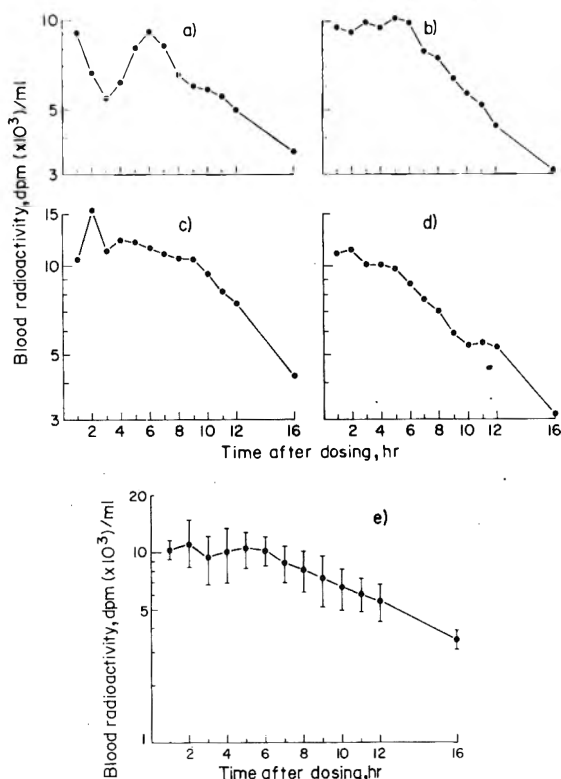 a)
b)
10
5
3
Blood radioactivity, dpm (x10³)/ml
c)
d)
15
10
5
3
2 4 6 8 10 12 16
2 4 6 8 10 12 16
Time after dosing, hr
e)
20
10
5
1
Blood radioactivity, dpm (x10³)/ml
2 4 6 8 10 12 16
Time after dosing, hr